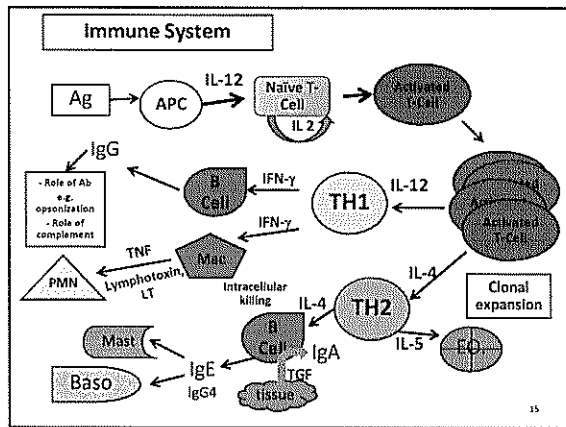 Immune System
Ag
APC
IL-12
Naïve T-
Cell
IL 2
Activated
T-Cell
IgG
- Role of Ab
e.g.
opsonization
- Role of
complement
B
Cell
IFN-γ
TH1
IL-12
Activated
T-Cell
IFN-γ
Mac
TNF
Lymphotoxin,
LT
PMN
Intracellular
killing
IL-4
Clonal
expansion
IL-4
TH2
IL-5
EO.
B
Cell
IgA
TGF
tissue
Mast
IgE
IgG4
Baso
15